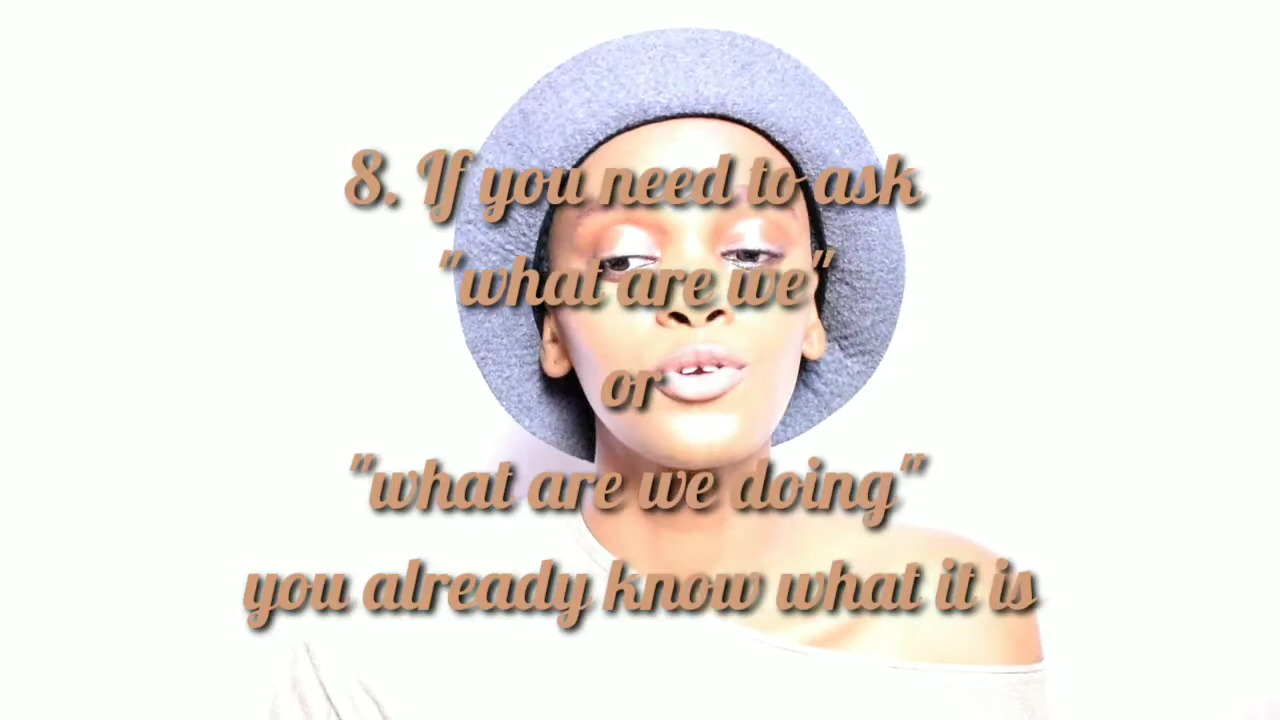 8. If you need to ask
"what are we"
or
"what are we doing"
you already know what it is